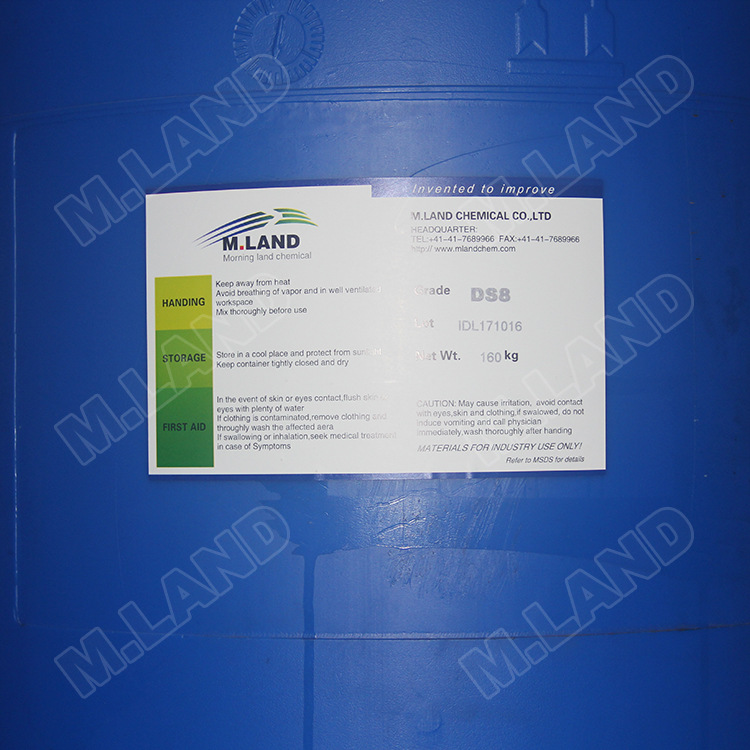 Invented to improve
M.LAND
Morning land chemical
M.LAND CHEMICAL CO.,LTD
HEADQUARTER:
TEL:+41-41-7689966 FAX:+41-41-7689966
http:// www.mlandchem.com
HANDING
Keep away from heat
Avoid breathing of vapor and in well ventilated
workspace
Mix thoroughly before use
STORAGE
Store in a cool place and protect from sunlight
Keep container tightly closed and dry
FIRST AID
In the event of skin or eyes contact,flush skin
eyes with plenty of water
If clothing is contaminated,remove clothing and
throughly wash the affected aera
If swallowing or inhalation,seek medical treatment
in case of Symptoms
Grade DS8
Lot IDL171016
Net Wt. 160 kg
CAUTION: May cause irritation, avoid contact
with eyes,skin and clothing,if swalowed, do not
induce vomiting and call physician
immediately,wash thoroughly after handing
MATERIALS FOR INDUSTRY USE ONLY!
Refer to MSDS for details
M.LAND
M.LAND
M.LAND
M.LAND
M.LAND
M.LAND